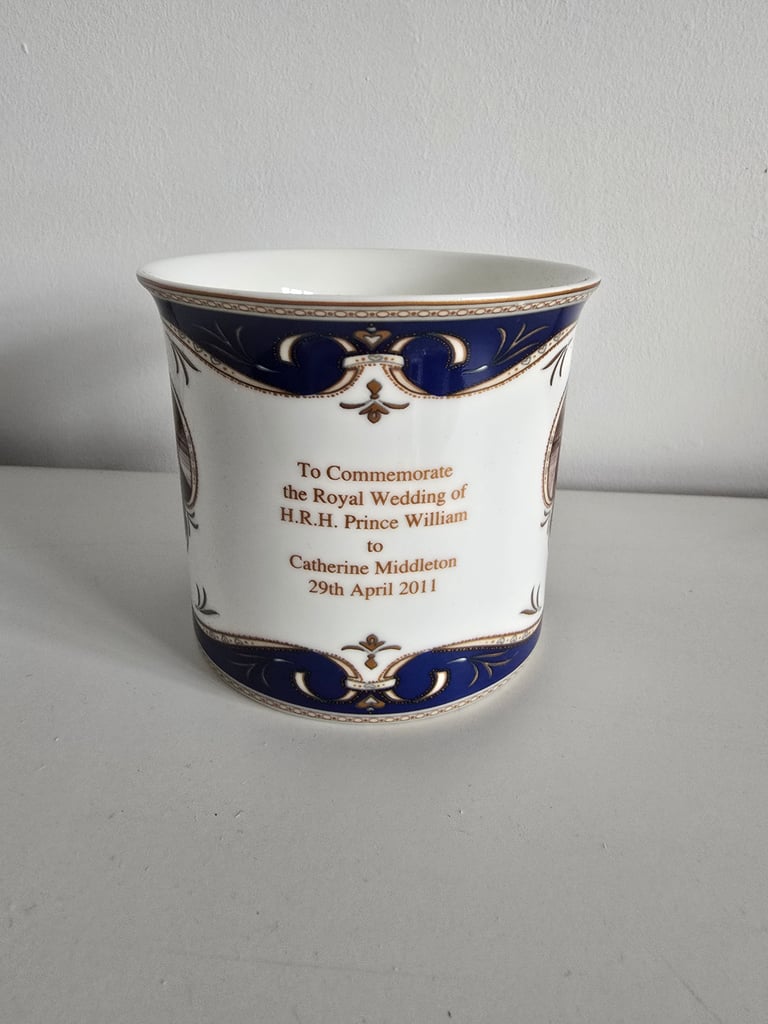 To Commemorate
the Royal Wedding of
H.R.H. Prince William
to
Catherine Middleton
29th April 2011